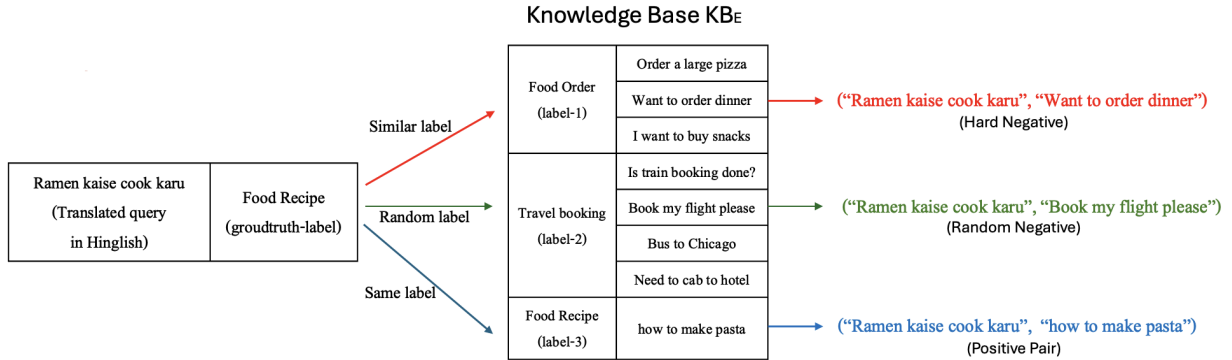 Knowledge Base KBE
Ramen kaise cook karu
(Translated query
in Hinglish)
Food Recipe
(groudtruth-label)
Similar label
Random label
Same label
Food Order
(label-1)
Order a large pizza
Want to order dinner
I want to buy snacks
Travel booking
(label-2)
Is train booking done?
Book my flight please
Bus to Chicago
Need to cab to hotel
Food Recipe
(label-3)
how to make pasta
(“Ramen kaise cook karu”, “Want to order dinner”)
(Hard Negative)
(“Ramen kaise cook karu”, “Book my flight please”)
(Random Negative)
(“Ramen kaise cook karu”, “how to make pasta”)
(Positive Pair)